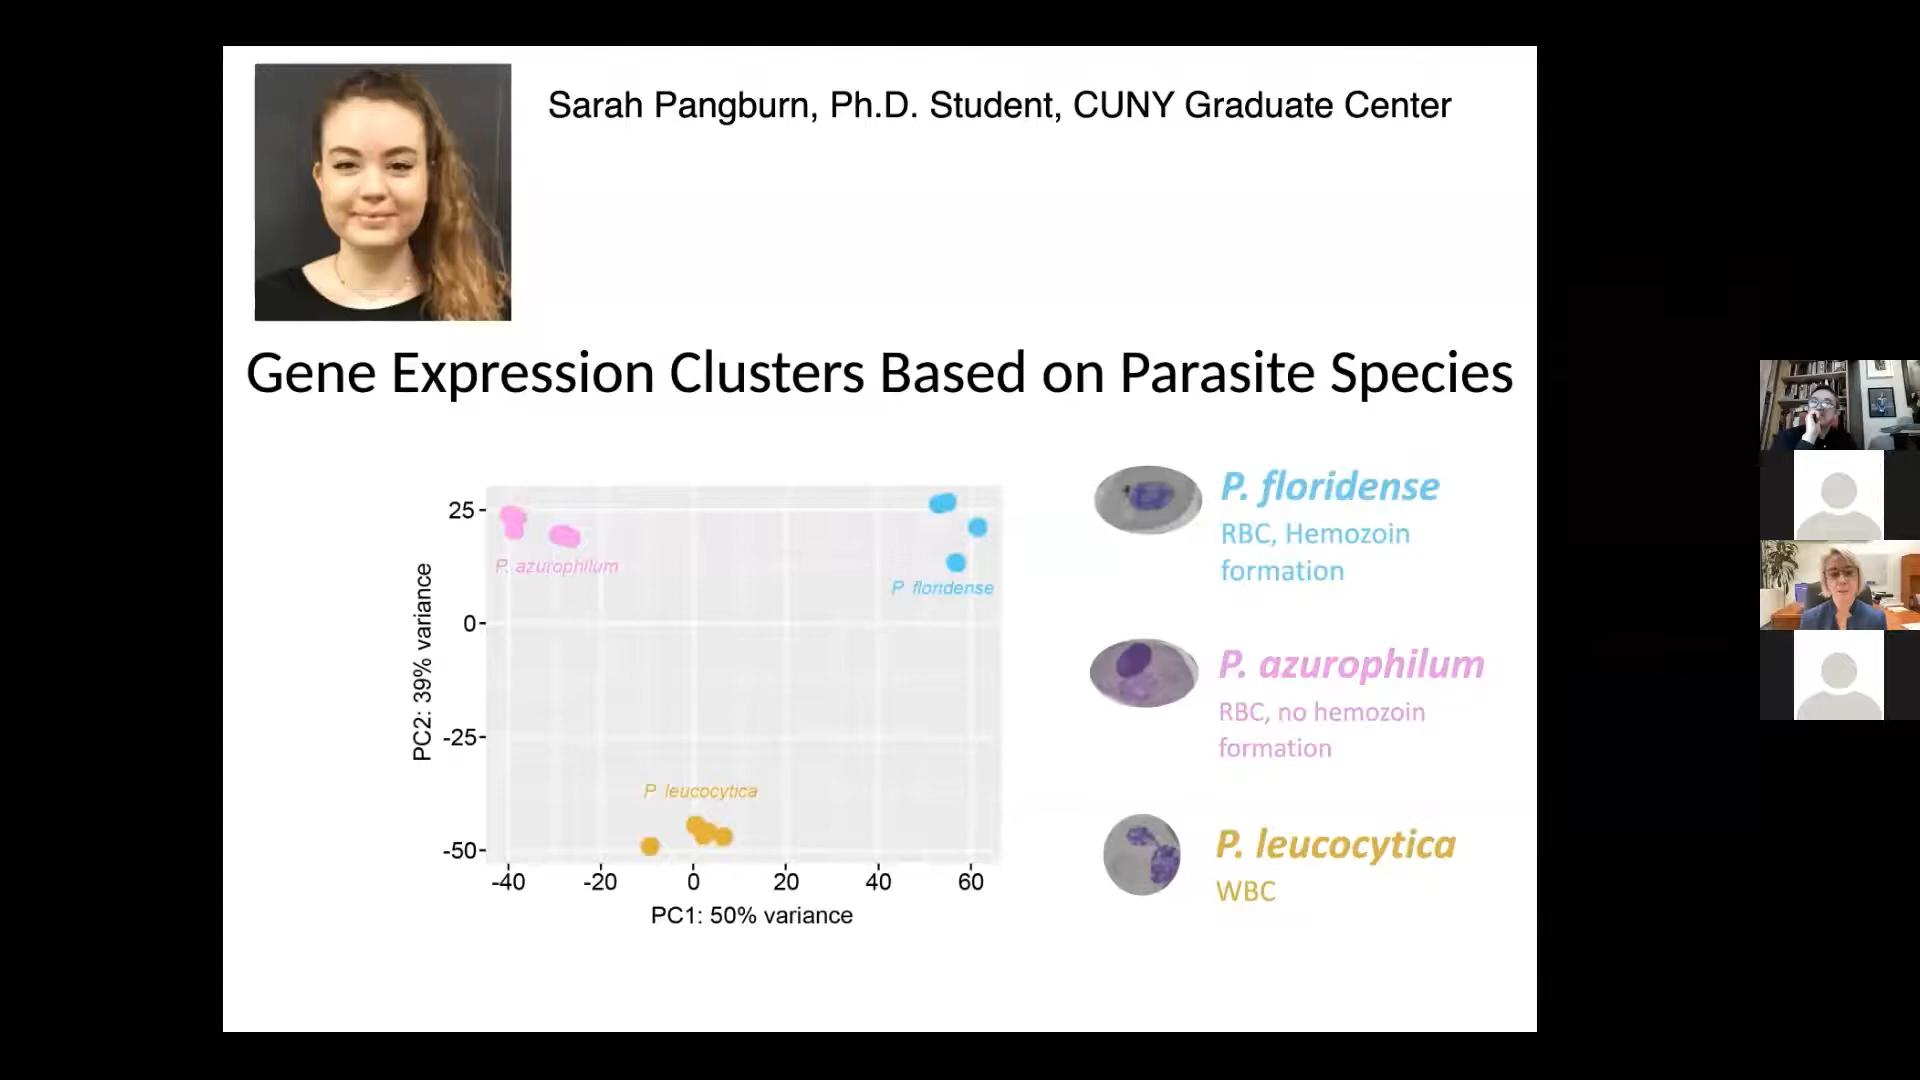 Sarah Pangburn, Ph.D. Student, CUNY Graduate Center
Gene Expression Clusters Based on Parasite Species
25
0
-25
-50
PC2: 39% variance
P. azurophilum
P floridense
P leucocytica
-40 -20 0 20 40 60
PC1: 50% variance
P. floridense
RBC, Hemozoin
formation
P. azurophilum
RBC, no hemozoin
formation
P. leucocytica
WBC